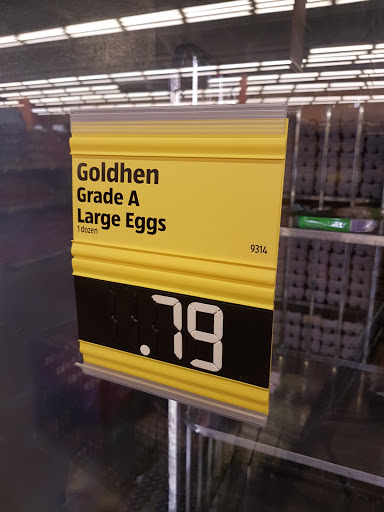 Goldhen
Grade A
Large Eggs
1 dozen
9314
.79